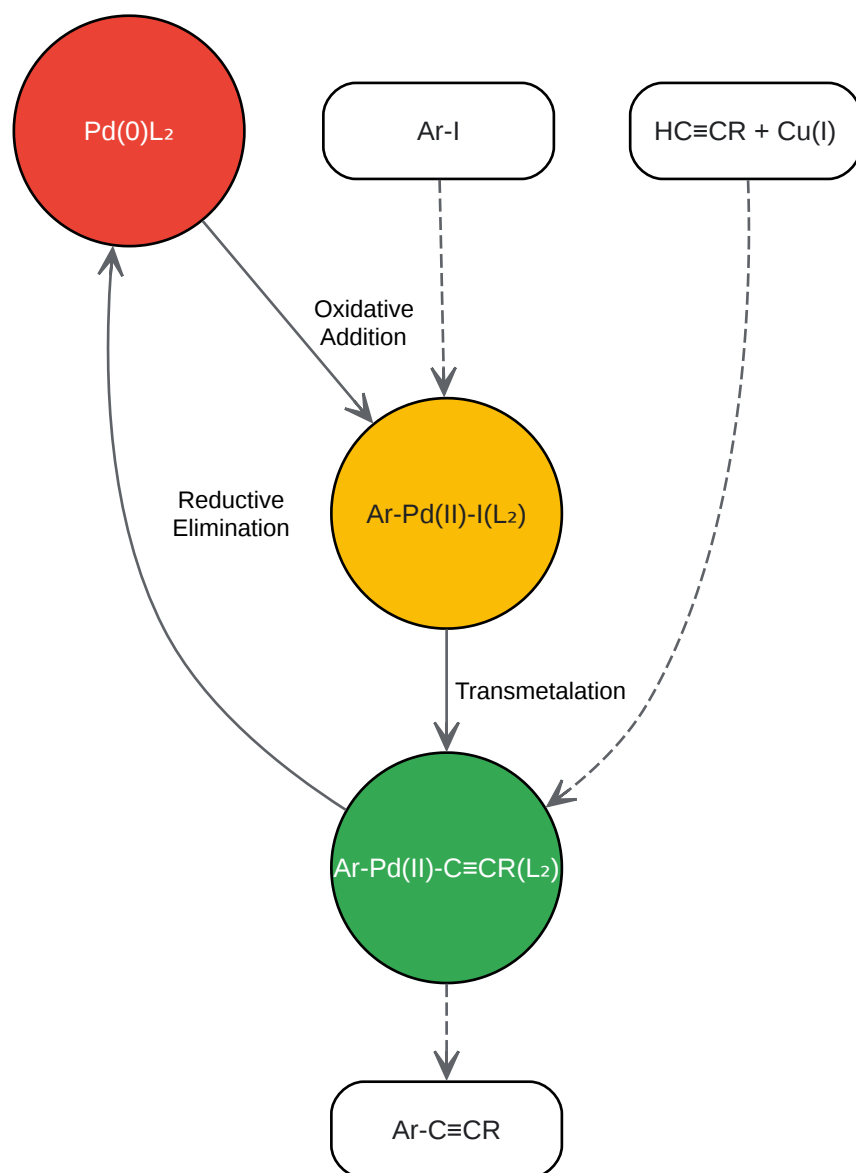 Pd(0)L₂
Ar-I
HC≡CR + Cu(I)
Oxidative
Addition
Reductive
Elimination
Ar-Pd(II)-I(L₂)
Transmetalation
Ar-Pd(II)-C≡CR(L₂)
Ar-C≡CR